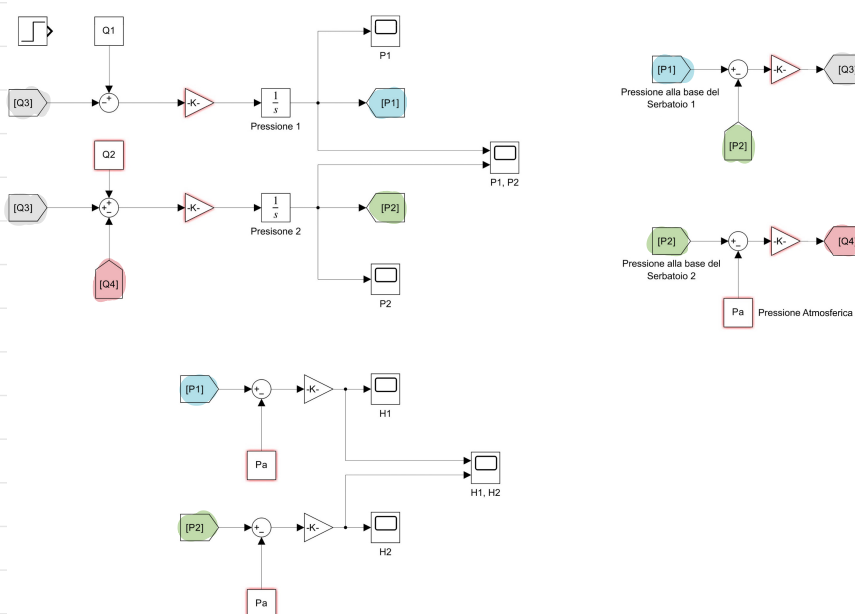 Q1
P1
[Q3]
-K-
1
s
[P1]
Pressione 1
P1, P2
Q2
[Q3]
-K-
1
s
[P2]
Presisone 2
[Q4]
P2
[P1]
-K-
[Q3
Pressione alla base del
Serbatoio 1
[P2]
[P2]
-K-
[Q4
Pressione alla base del
Serbatoio 2
Pa
Pressione Atmosferica
[P1]
-K-
H1
Pa
H1, H2
[P2]
-K-
H2
Pa